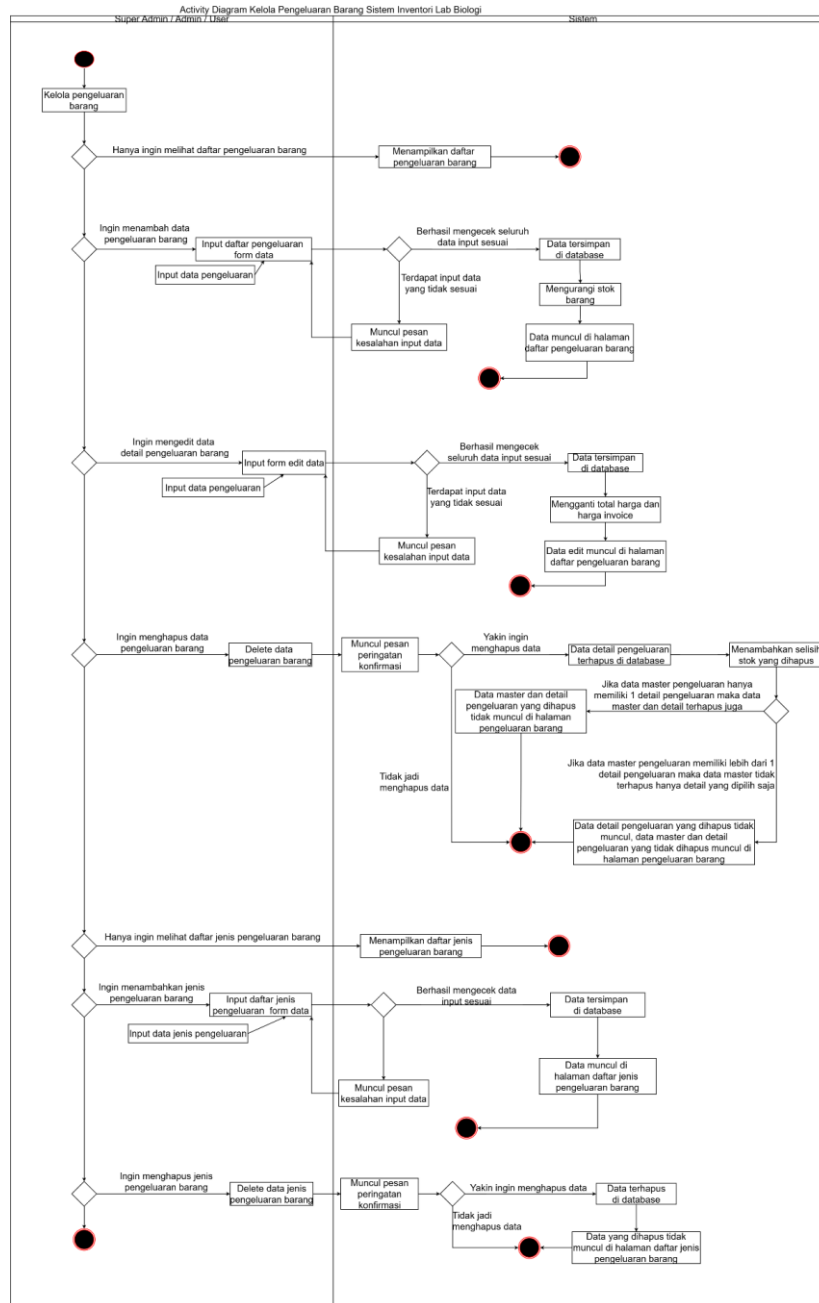 Activity Diagram Kelola Pengeluaran Barang Sistem Inventori Lab Biologi
Super Admin / Admin / User
Sistem
Kelola pengeluaran
barang
Hanya ingin melihat daftar pengeluaran barang
Menampilkan daftar
pengeluaran barang
Ingin menambah data
pengeluaran barang
Input daftar pengeluaran
form data
Input data pengeluaran
Berhasil mengecek seluruh
data input sesuai
Terdapat input data
yang tidak sesuai
Muncul pesan
kesalahan input data
Data tersimpan
di database
Mengurangi stok
barang
Data muncul di halaman
daftar pengeluaran barang
Ingin mengedit data
detail pengeluaran barang
Input form edit data
Input data pengeluaran
Berhasil mengecek
seluruh data input sesuai
Terdapat input data
yang tidak sesuai
Muncul pesan
kesalahan input data
Data tersimpan
di database
Mengganti total harga dan
harga invoice
Data edit muncul di halaman
daftar pengeluaran barang
Ingin menghapus data
pengeluaran barang
Delete data
pengeluaran barang
Muncul pesan
peringatan
konfirmasi
Yakin ingin
menghapus data
Data detail pengeluaran
terhapus di database
Menambahkan selisih
stok yang dihapus
Jika data master pengeluaran hanya
memiliki 1 detail pengeluaran maka data
master dan detail terhapus juga
Data master dan detail
pengeluaran yang dihapus
tidak muncul di halaman
pengeluaran barang
Tidak jadi
menghapus data
Jika data master pengeluaran memiliki lebih dari 1
detail pengeluaran maka data master tidak
terhapus hanya detail yang dipilih saja
Data detail pengeluaran yang dihapus tidak
muncul, data master dan detail
pengeluaran yang tidak dihapus muncul di
halaman pengeluaran barang
Hanya ingin melihat daftar jenis pengeluaran barang
Menampilkan daftar jenis
pengeluaran barang
Ingin menambahkan jenis
pengeluaran barang
Input daftar jenis
pengeluaran form data
Input data jenis pengeluaran
Berhasil mengecek data
input sesuai
Muncul pesan
kesalahan input data
Data tersimpan
di database
Data muncul di
halaman daftar jenis
pengeluaran barang
Ingin menghapus jenis
pengeluaran barang
Delete data jenis
pengeluaran barang
Muncul pesan
peringatan
konfirmasi
Yakin ingin menghapus data
Tidak jadi
menghapus data
Data terhapus
di database
Data yang dihapus tidak
muncul di halaman daftar jenis
pengeluaran barang